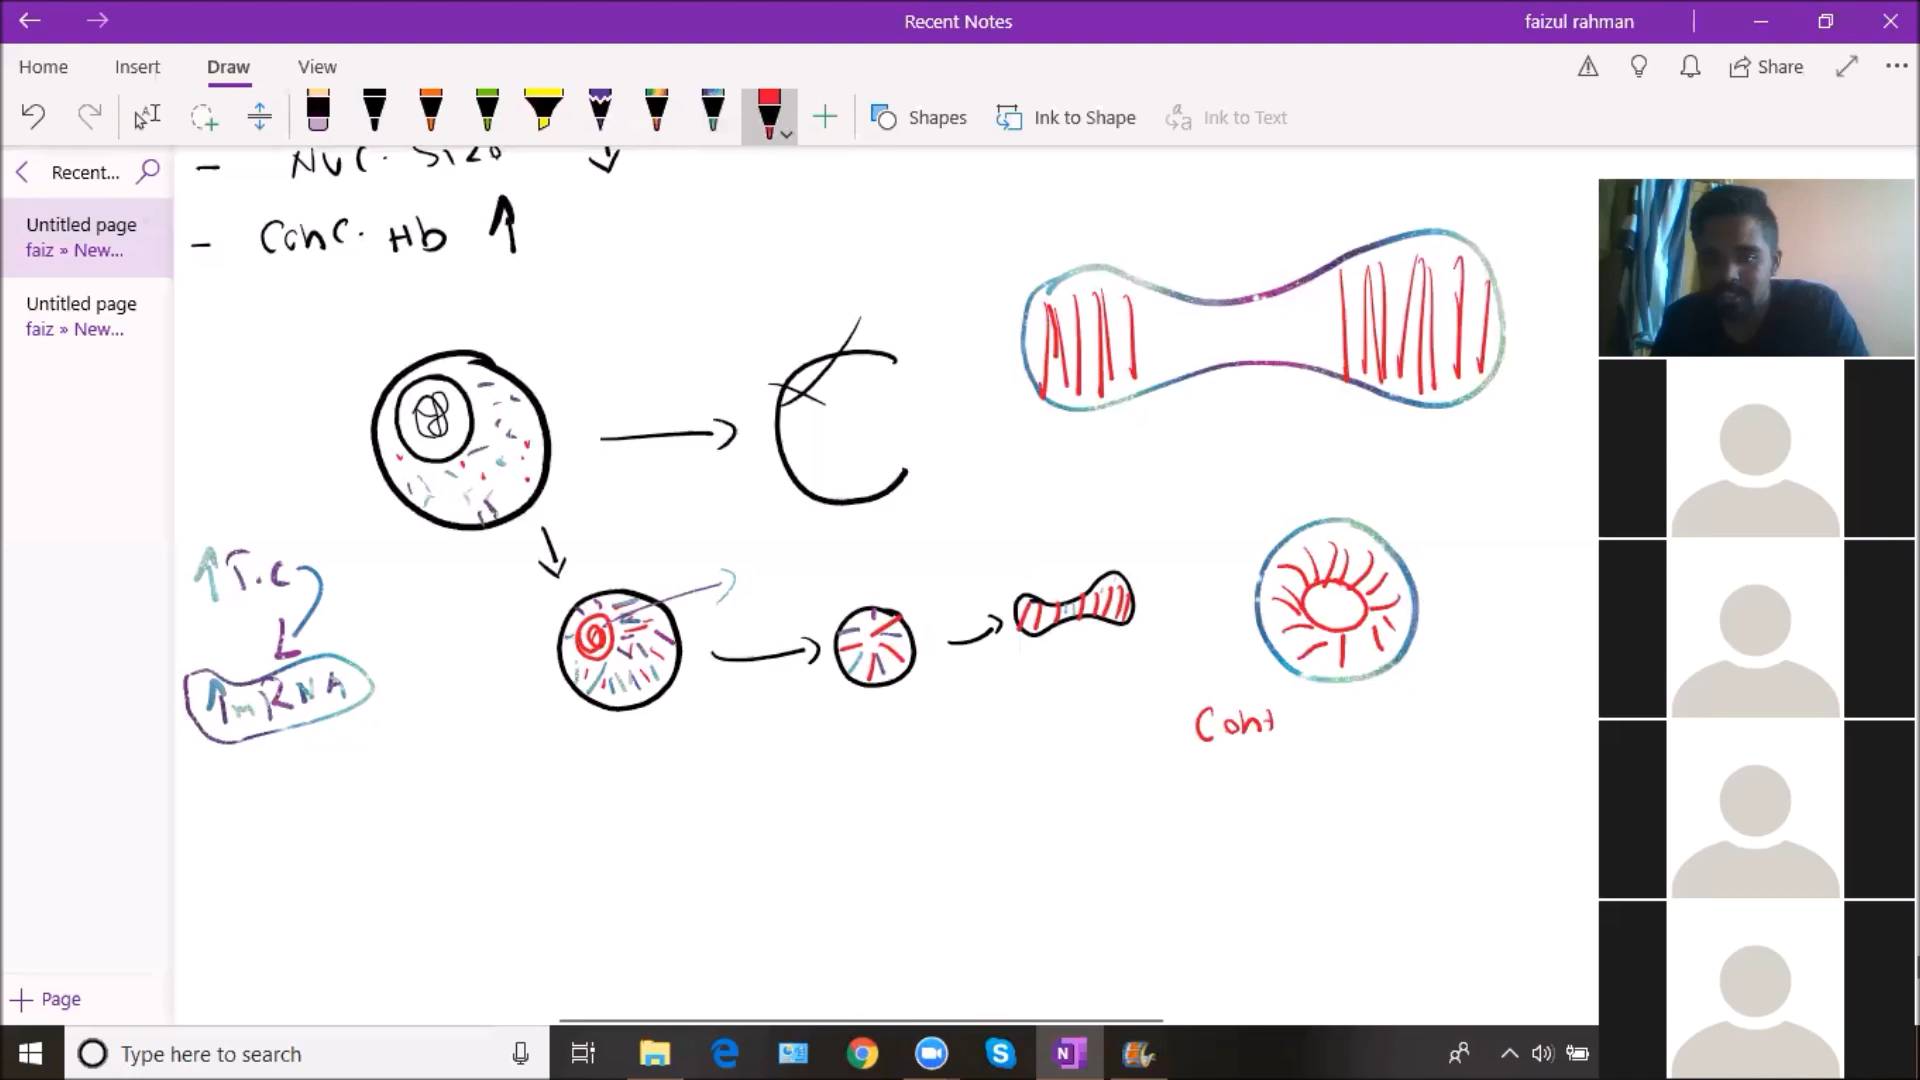 Recent Notes
faizul rahman
Home Insert Draw View
Share
Shapes
Ink to Shape
Ink to Text
Recent...
Untitled page
faiz » New...
Untitled page
faiz » New...
- Nuc. Size ↓
- Conc. Hb ↑
↑ T.C
↑ mRNA
Cont
+ Page
Type here to search